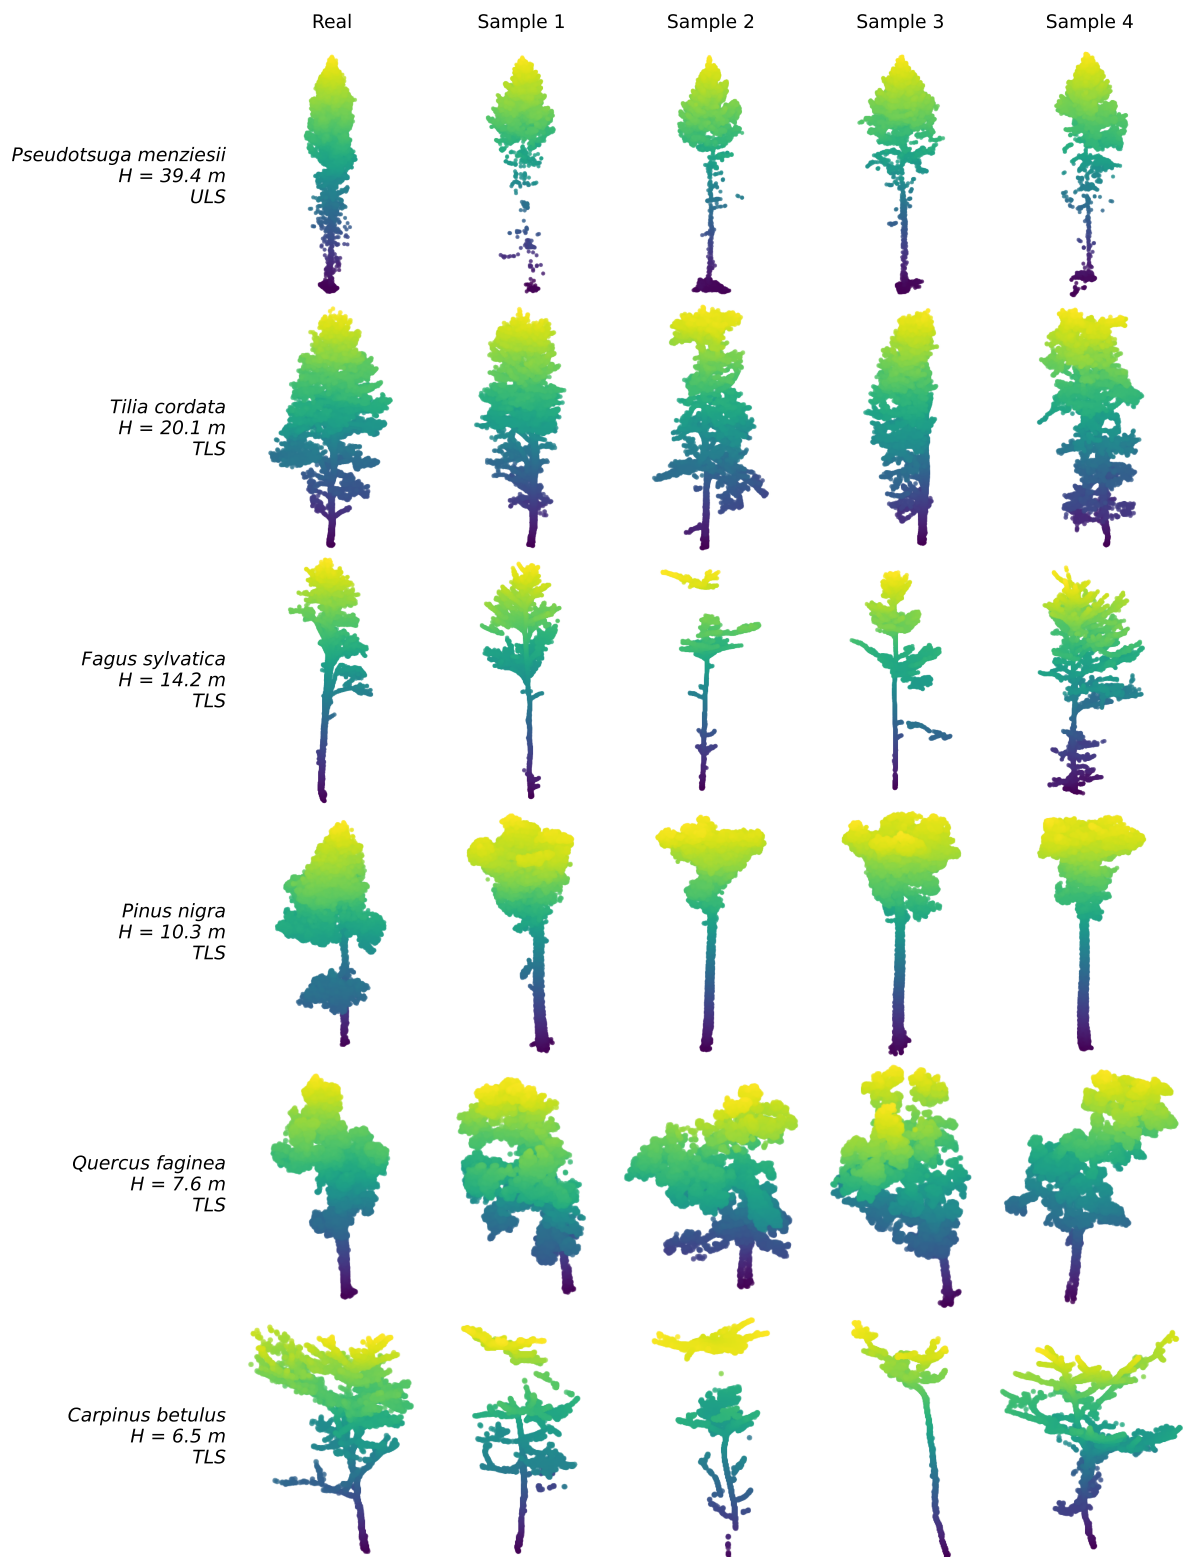 Real Sample 1 Sample 2 Sample 3 Sample 4
Pseudotsuga menziesii
H = 39.4 m
ULS
Tilia cordata
H = 20.1 m
TLS
Fagus sylvatica
H = 14.2 m
TLS
Pinus nigra
H = 10.3 m
TLS
Quercus faginea
H = 7.6 m
TLS
Carpinus betulus
H = 6.5 m
TLS